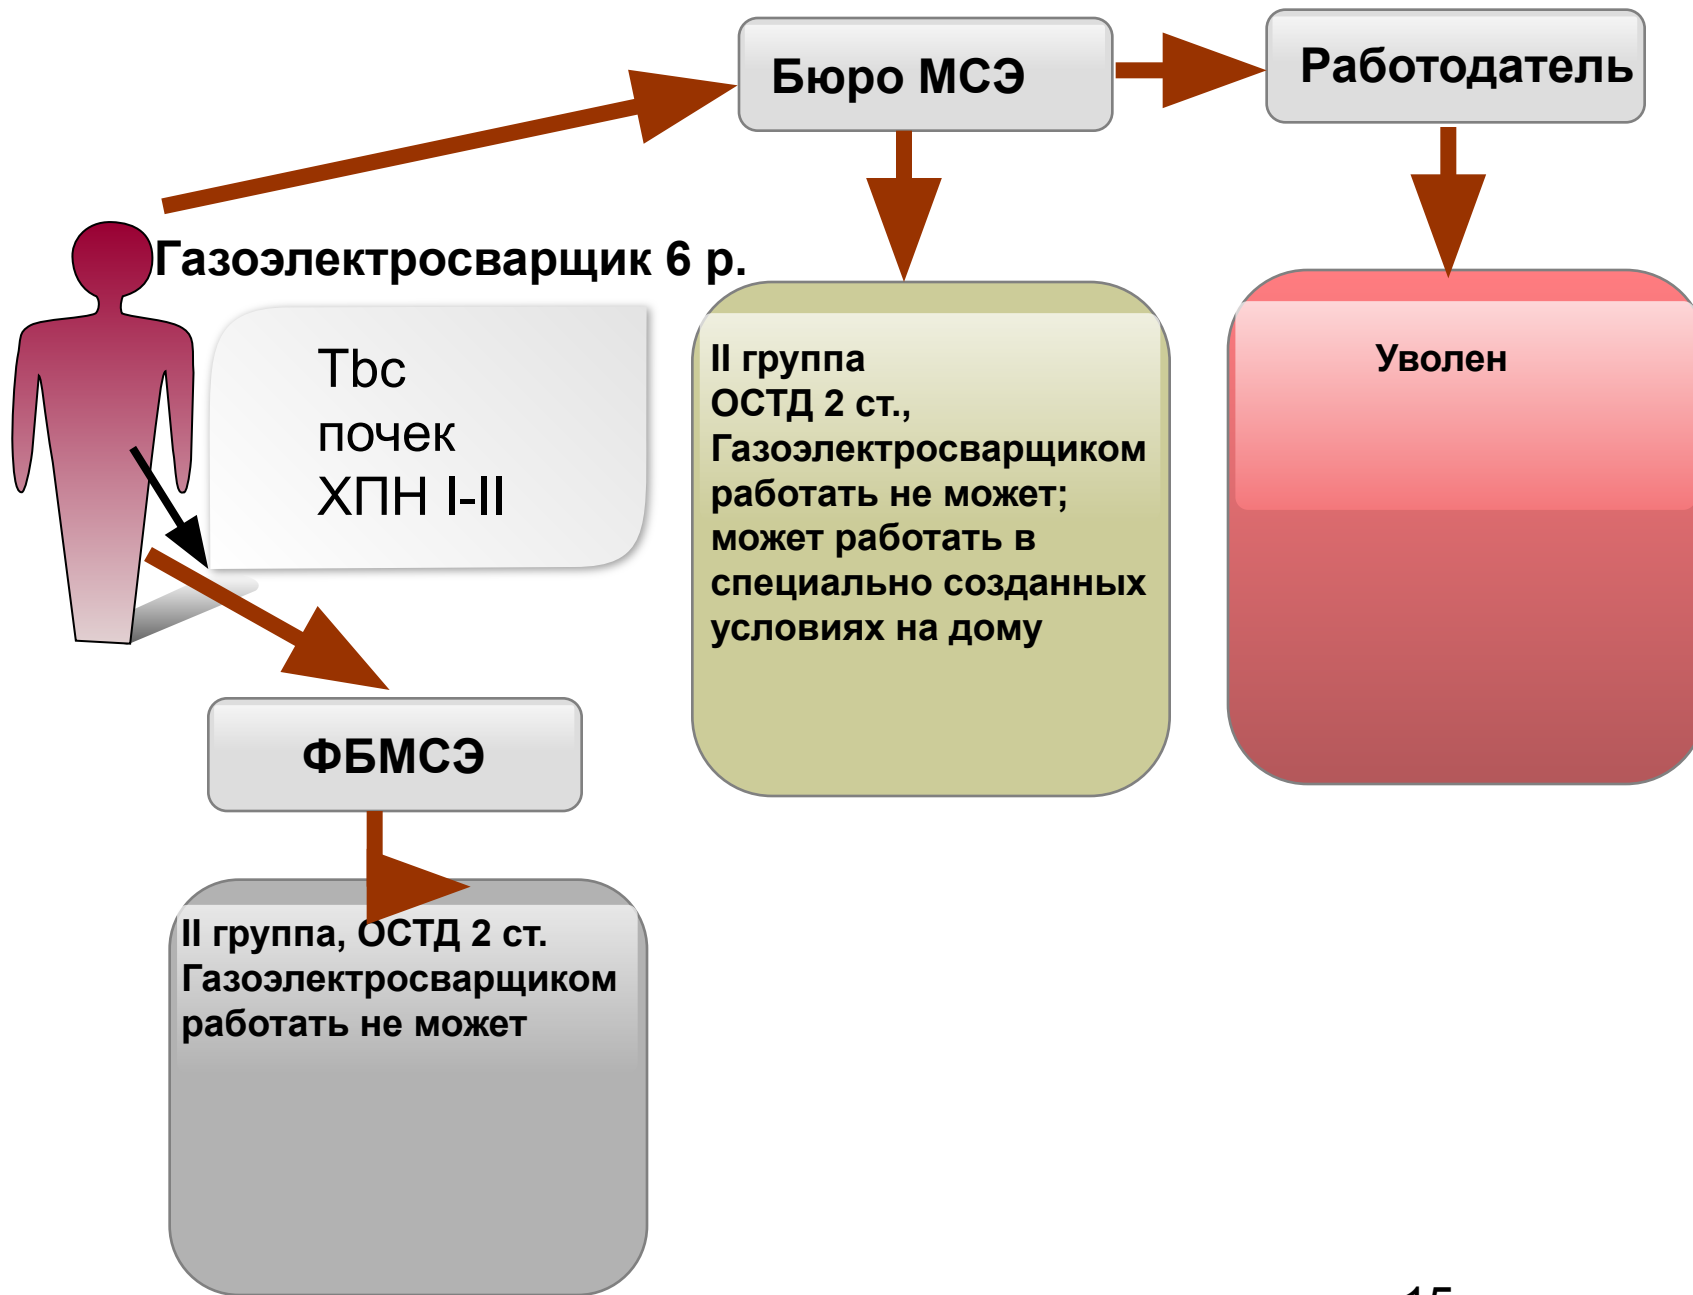 Бюро МСЭ
Работодатель
Газоэлектросварщик 6 р.
Tbc
почек
ХПН I-II
II группа
ОСТД 2 ст.,
Газоэлектросварщиком
работать не может;
может работать в
специально созданных
условиях на дому
Уволен
ФБМСЭ
II группа, ОСТД 2 ст.
Газоэлектросварщиком
работать не может
15